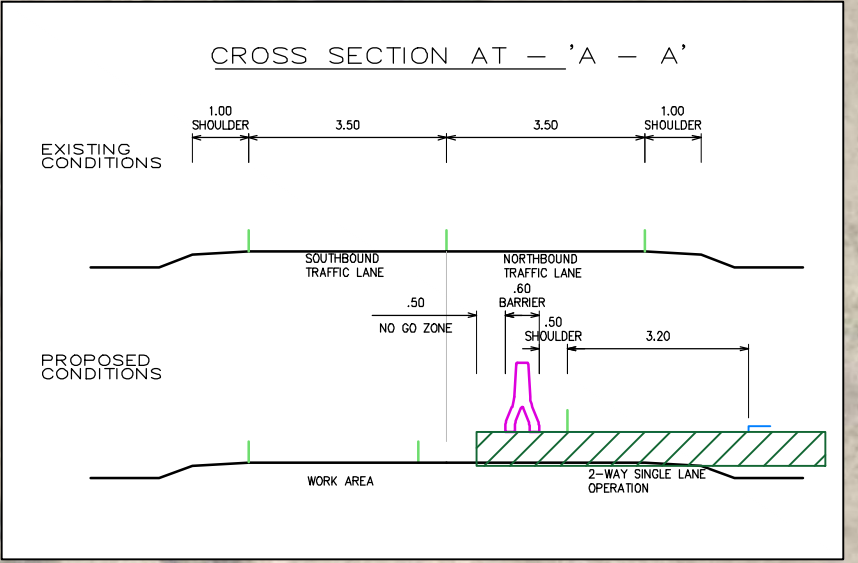 CROSS SECTION AT – 'A – A'
1.00
SHOULDER
3.50
3.50
1.00
SHOULDER
EXISTING
CONDITIONS
SOUTHBOUND
TRAFFIC LANE
NORTHBOUND
TRAFFIC LANE
.60
BARRIER
.50
NO GO ZONE
.50
SHOULDER
3.20
PROPOSED
CONDITIONS
WORK AREA
2-WAY SINGLE LANE
OPERATION